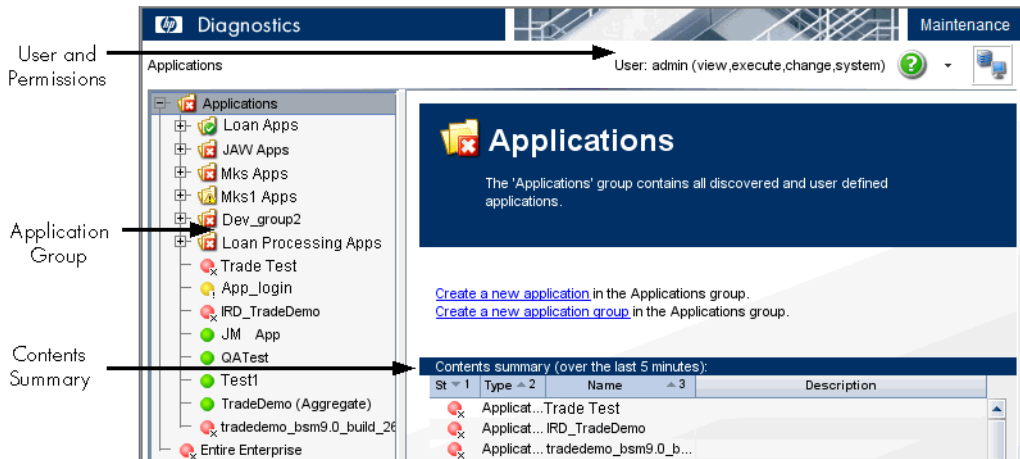 hp Diagnostics
Maintenance
User and
Permissions
Applications
User: admin (view,execute,change,system)
Applications
Loan Apps
JAW Apps
Mks Apps
Mks1 Apps
Dev_group2
Loan Processing Apps
Trade Test
App_login
IRD_TradeDemo
JM App
QATest
Test1
TradeDemo (Aggregate)
tradedemo_bsm9.0_build_26
Entire Enterprise
Application
Group
Contents
Summary
Applications
The 'Applications' group contains all discovered and user defined
applications.
Create a new application in the Applications group.
Create a new application group in the Applications group.
Contents summary (over the last 5 minutes):
St 1 Type 2 Name 3 Description
Applicat... Trade Test
Applicat... IRD_TradeDemo
Applicat... tradedemo_bsm9.0_b...